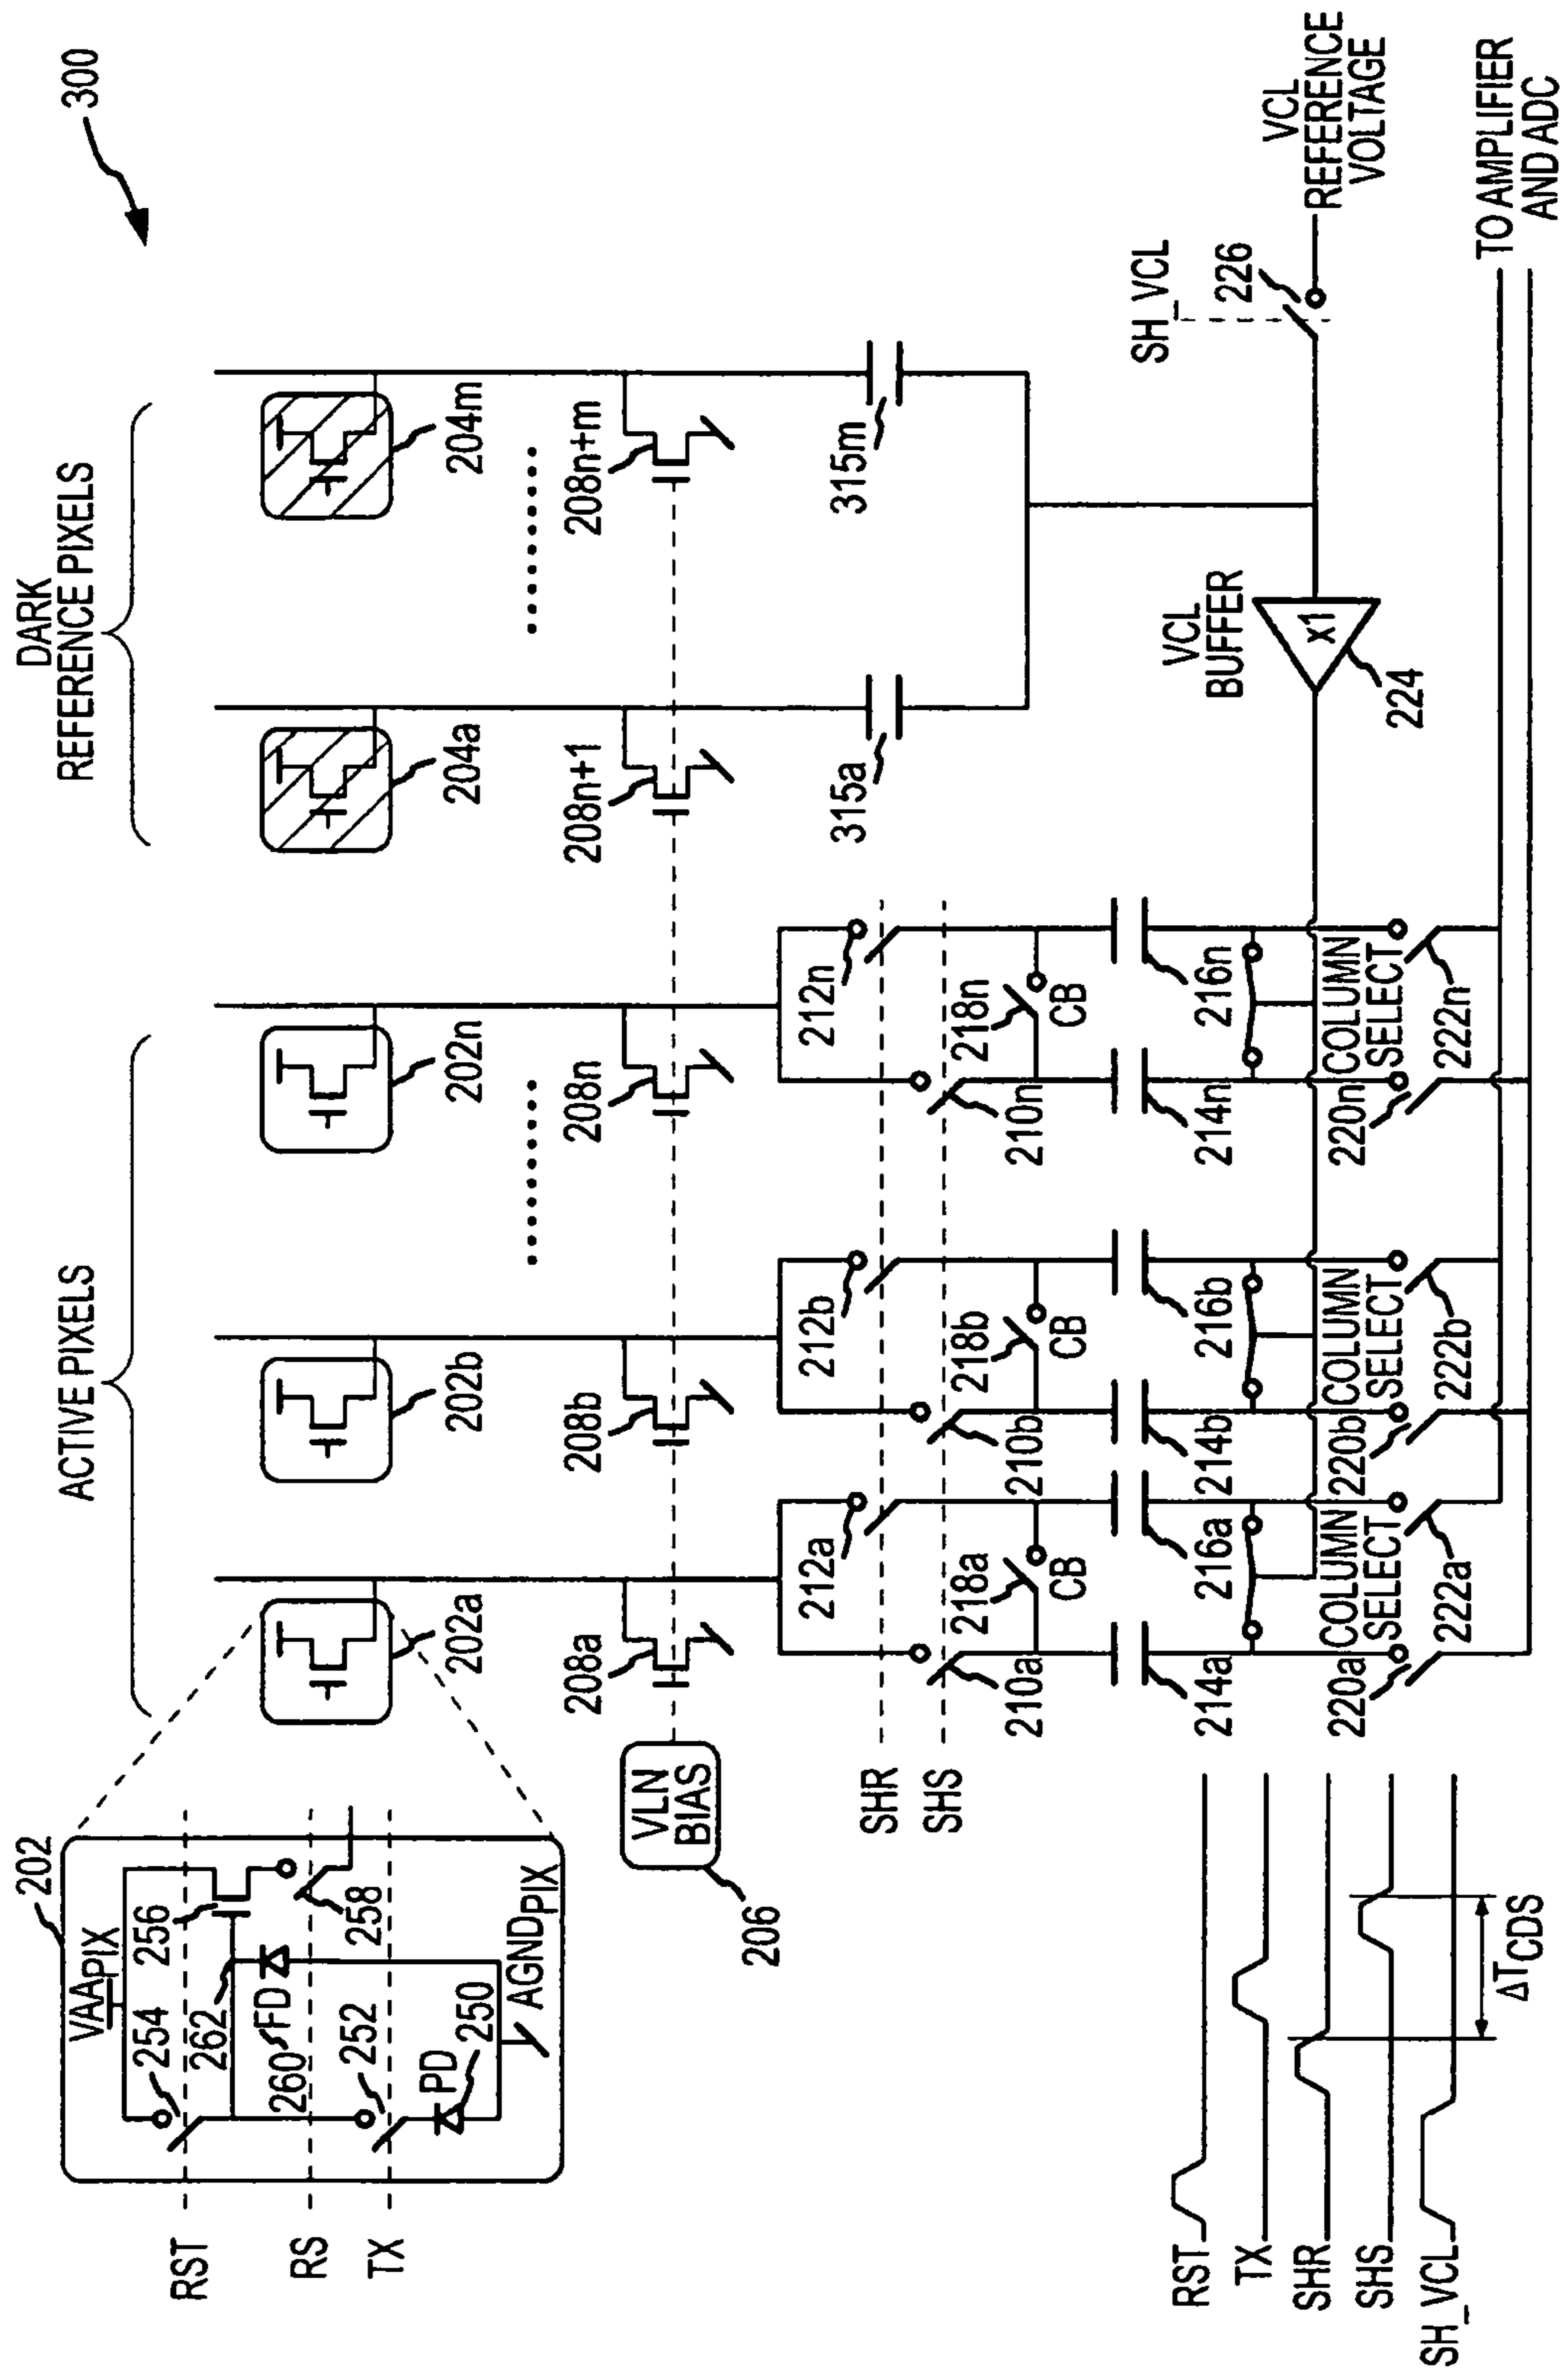 300
ACTIVE PIXELS
DARK
REFERENCE PIXELS
202
VAAPIX
254
256
262
260
FD
258
252
PD
250
AGNDPIX
RST
RS
TX
202a
202b
202n
204a
204m
VLN
BIAS
206
208a
208b
208n
208n+1
208n+m
SHR
SHS
212a
212b
212n
218a
218b
218n
CB
CB
CB
210a
210b
210n
315a
315m
214a
216a
214b
216b
214n
216n
COLUMN
SELECT
COLUMN
SELECT
COLUMN
SELECT
220a
222a
220b
222b
220n
222n
VCL
BUFFER
x1
224
SH_VCL
226
VCL
REFERENCE
VOLTAGE
TO AMPLIFIER
AND ADC
RST
TX
SHR
SHS
SH_VCL
ΔTCDS